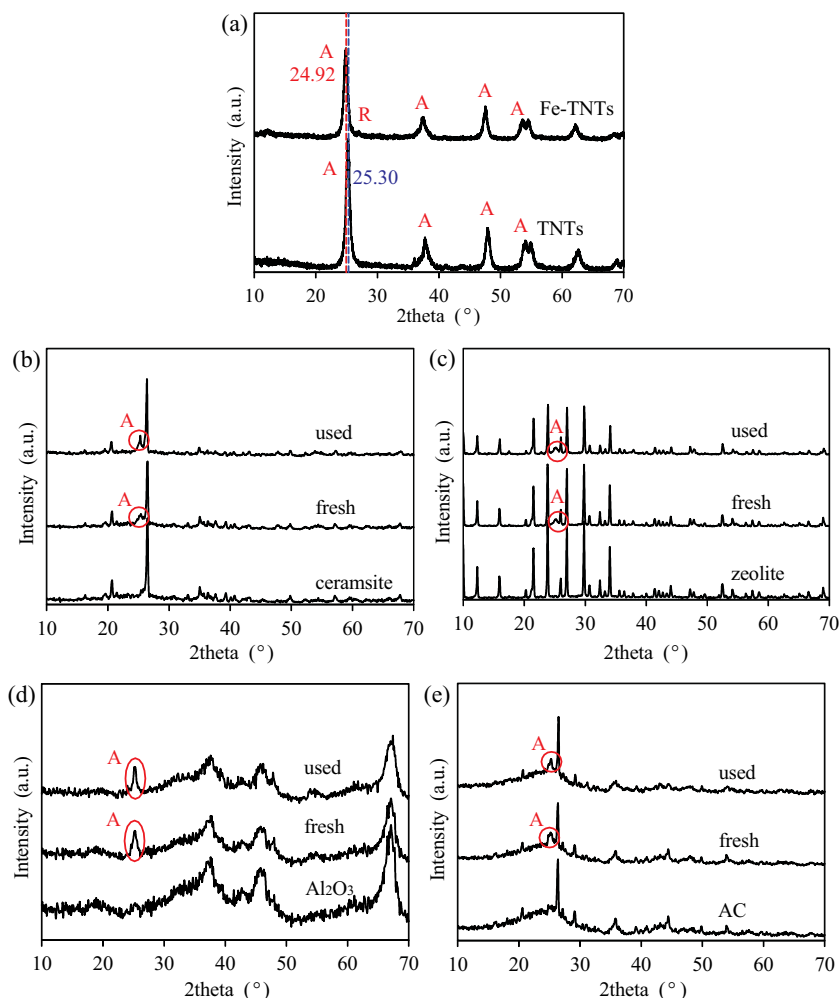 (a)
A
24.92
R
A
A
A
Fe-TNTs
A
25.30
A
A
A
TNTs
Intensity (a.u.)
10 20 30 40 50 60 70
2theta (°)
(b)
A
used
A
fresh
ceramsite
Intensity (a.u.)
10 20 30 40 50 60 70
2theta (°)
(c)
A
used
A
fresh
zeolite
Intensity (a.u.)
10 20 30 40 50 60 70
2theta (°)
(d)
A
used
A
fresh
Al2O3
Intensity (a.u.)
10 20 30 40 50 60 70
2theta (°)
(e)
A
used
A
fresh
AC
Intensity (a.u.)
10 20 30 40 50 60 70
2theta (°)